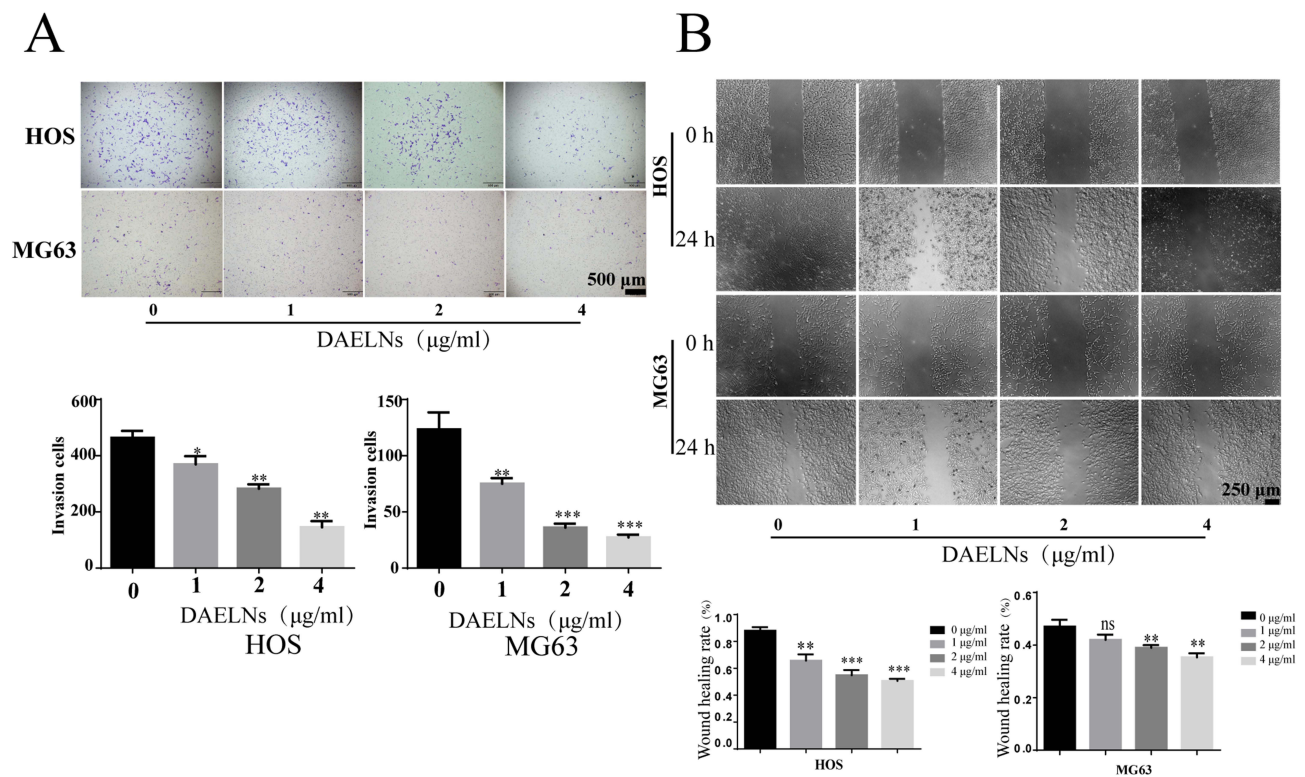 A
HOS
MG63
500 μm
0 1 2 4
DAELNs (μg/ml)
600
400
200
0
Invasion cells
*
**
**
0 1 2 4
DAELNs (μg/ml)
HOS
150
100
50
0
Invasion cells
**
***
***
0 1 2 4
DAELNs (μg/ml)
MG63
B
HOS
0 h
24 h
MG63
0 h
24 h
250 μm
0 1 2 4
DAELNs (μg/ml)
Wound healing rate (%)
1.0
0.8
0.6
0.4
0.2
0.0
**
***
***
HOS
0 μg/ml
1 μg/ml
2 μg/ml
4 μg/ml
Wound healing rate (%)
0.6
0.4
0.2
0.0
ns
**
**
MG63
0 μg/ml
1 μg/ml
2 μg/ml
4 μg/ml